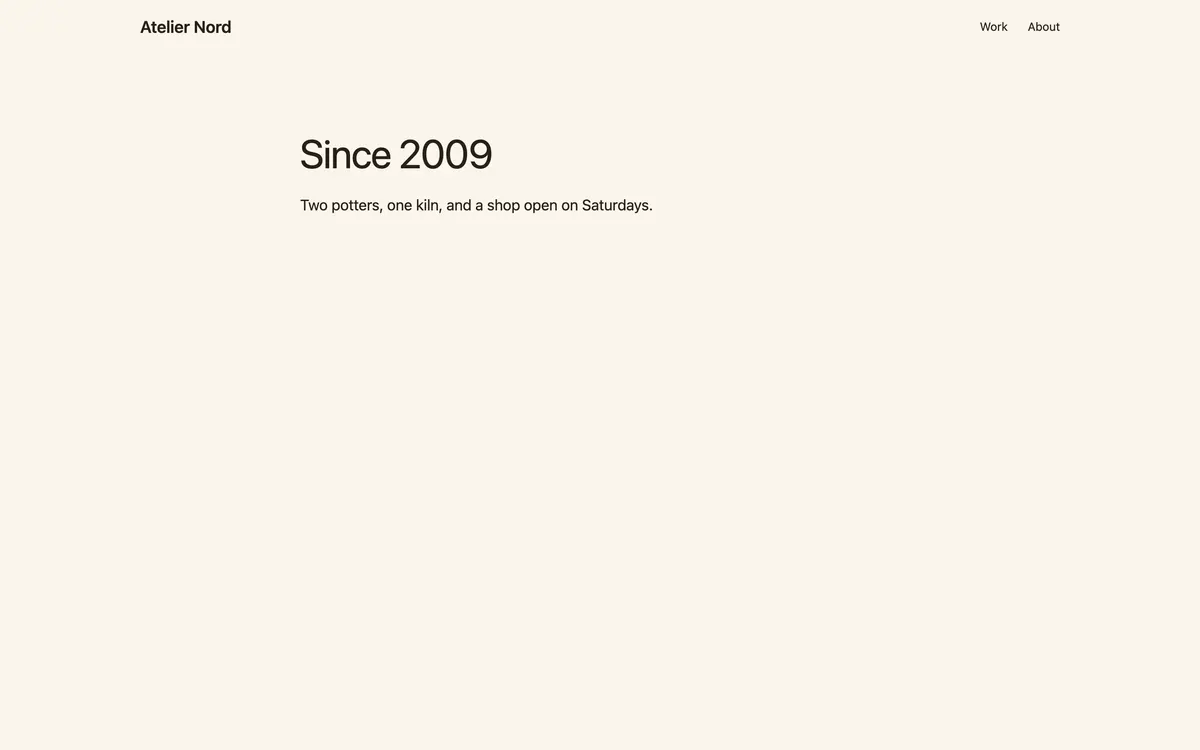 Atelier Nord
Work About
Since 2009
Two potters, one kiln, and a shop open on Saturdays.